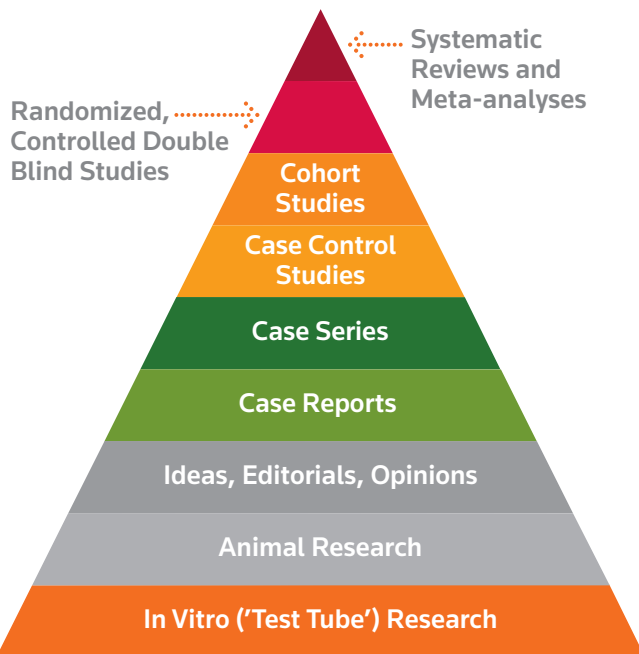 Systematic
Reviews and
Meta-analyses
Randomized,
Controlled Double
Blind Studies
Cohort
Studies
Case Control
Studies
Case Series
Case Reports
Ideas, Editorials, Opinions
Animal Research
In Vitro ('Test Tube') Research